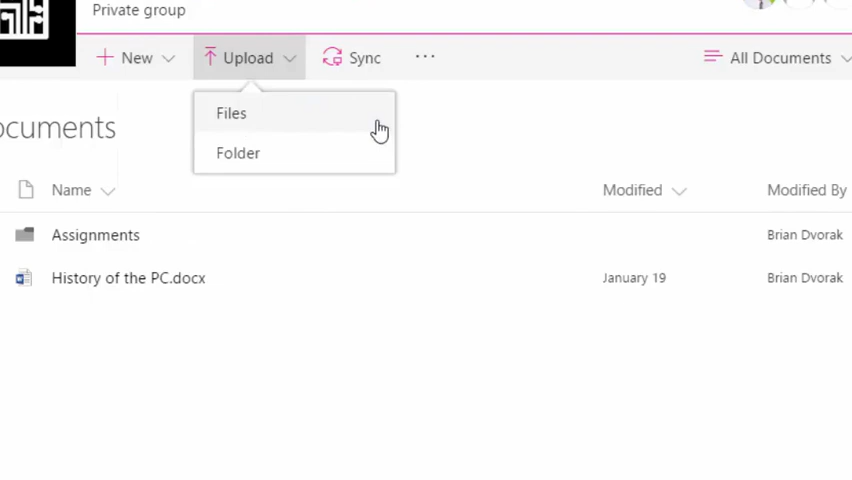 Private group
New Upload Sync ... All Documents
Files
ocuments
Folder
Name Modified Modified By
Assignments Brian Dvorak
History of the PC.docx January 19 Brian Dvorak